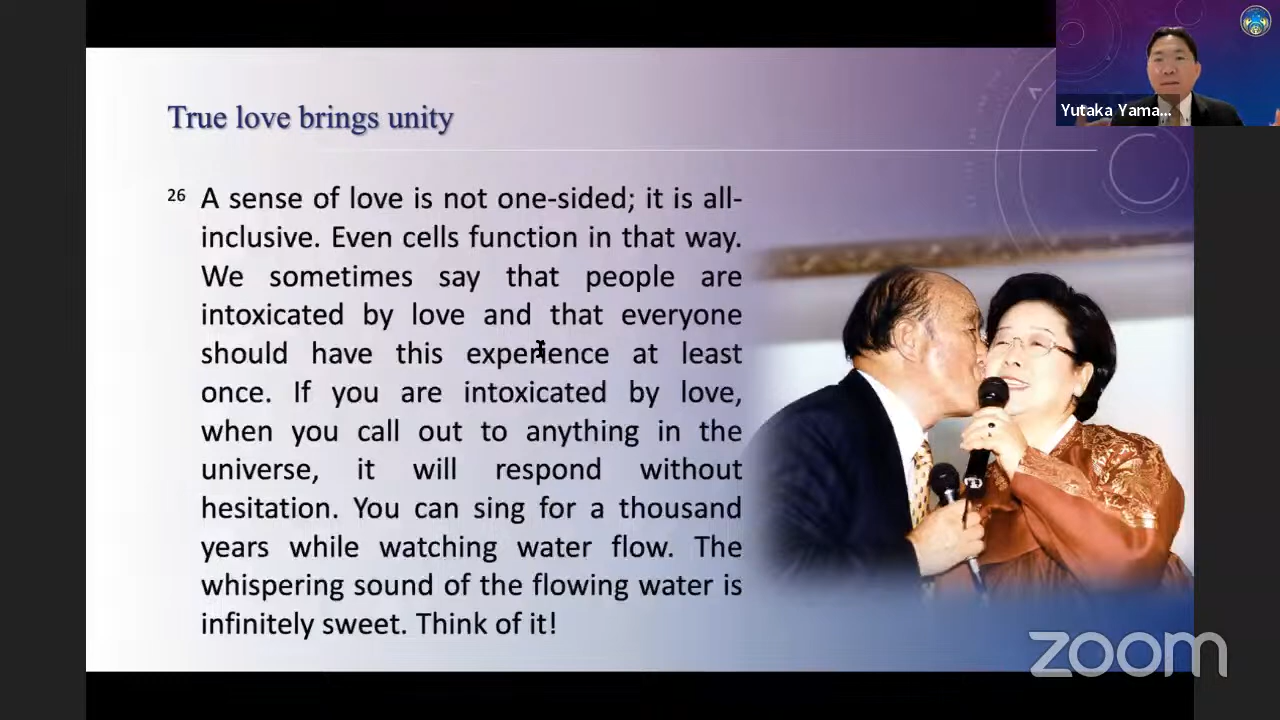 Yutaka Yama...
True love brings unity
26 A sense of love is not one-sided; it is all-
inclusive. Even cells function in that way.
We sometimes say that people are
intoxicated by love and that everyone
should have this experience at least
once. If you are intoxicated by love,
when you call out to anything in the
universe, it will respond without
hesitation. You can sing for a thousand
years while watching water flow. The
whispering sound of the flowing water is
infinitely sweet. Think of it!
zoom